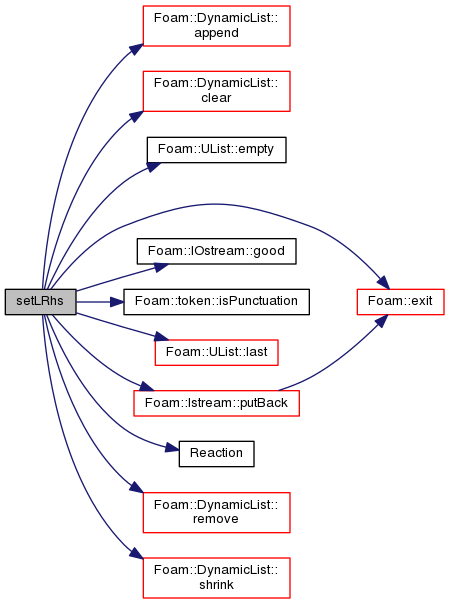 Foam::DynamicList::
append
Foam::DynamicList::
clear
Foam::UList::empty
Foam::IOstream::good
setLRhs
Foam::token::isPunctuation
Foam::exit
Foam::UList::last
Foam::Istream::putBack
Reaction
Foam::DynamicList::
remove
Foam::DynamicList::
shrink